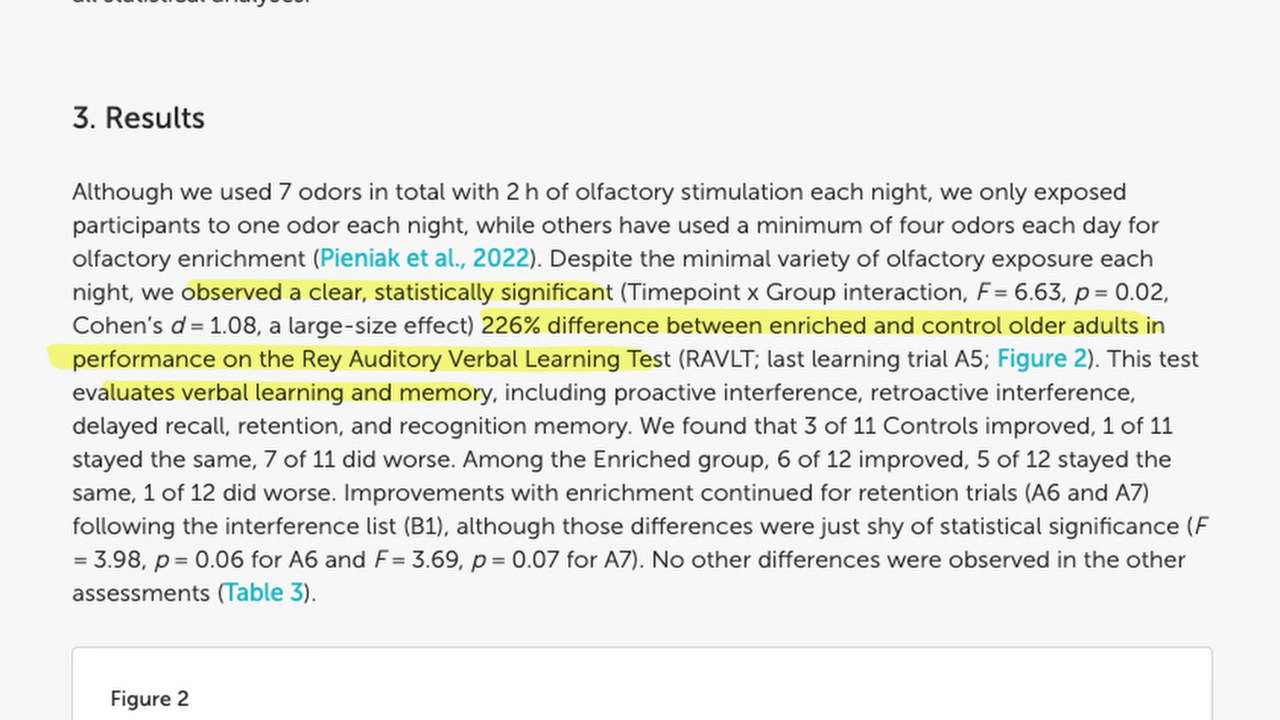 all statistical analyses.
3. Results
Although we used 7 odors in total with 2 h of olfactory stimulation each night, we only exposed
participants to one odor each night, while others have used a minimum of four odors each day for
olfactory enrichment (Pieniak et al., 2022). Despite the minimal variety of olfactory exposure each
night, we observed a clear, statistically significant (Timepoint x Group interaction, F = 6.63, p = 0.02,
Cohen's d = 1.08, a large-size effect) 226% difference between enriched and control older adults in
performance on the Rey Auditory Verbal Learning Test (RAVLT; last learning trial A5; Figure 2). This test
evaluates verbal learning and memory, including proactive interference, retroactive interference,
delayed recall, retention, and recognition memory. We found that 3 of 11 Controls improved, 1 of 11
stayed the same, 7 of 11 did worse. Among the Enriched group, 6 of 12 improved, 5 of 12 stayed the
same, 1 of 12 did worse. Improvements with enrichment continued for retention trials (A6 and A7)
following the interference list (B1), although those differences were just shy of statistical significance (F
= 3.98, p = 0.06 for A6 and F = 3.69, p = 0.07 for A7). No other differences were observed in the other
assessments (Table 3).
Figure 2